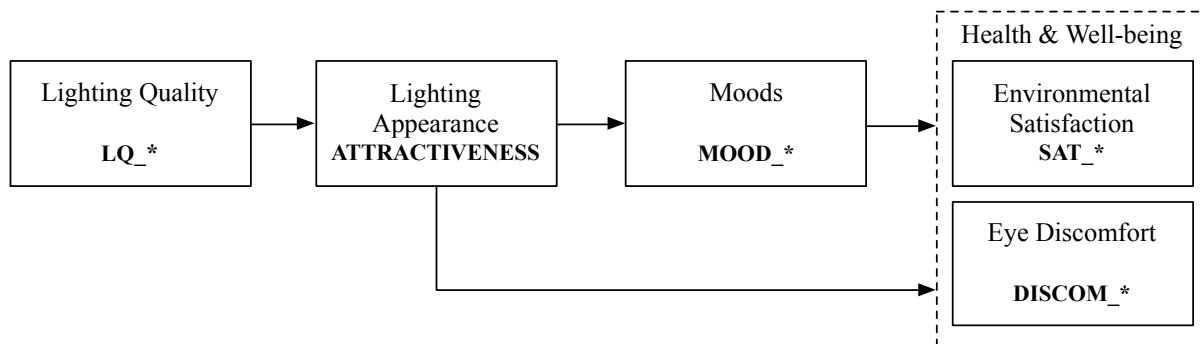 Health & Well-being
Lighting Quality
LQ_*
Lighting
Appearance
ATTRACTIVENESS
Moods
MOOD_*
Environmental
Satisfaction
SAT_*
Eye Discomfort
DISCOM_*